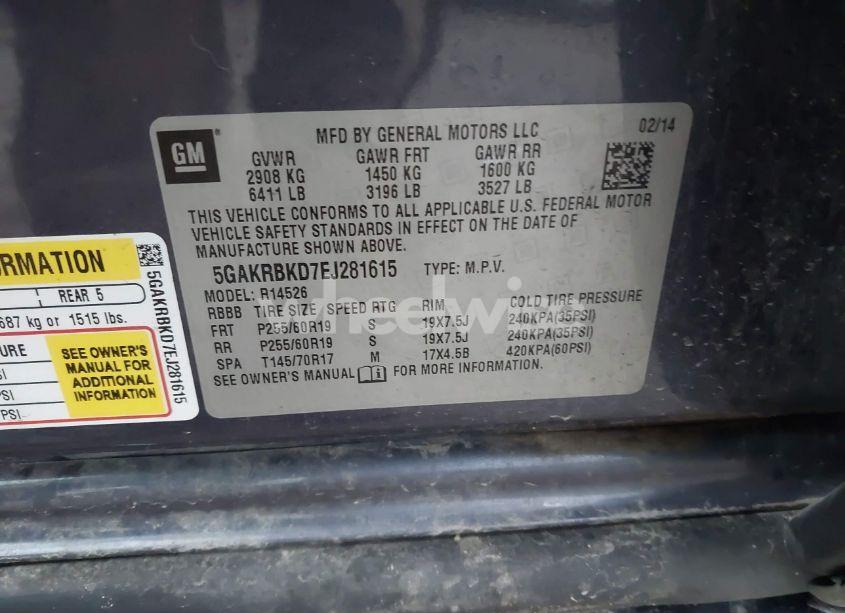 GM
MFD BY GENERAL MOTORS LLC 02/14
GVWR GAWR FRT GAWR RR
2908 KG 1450 KG 1600 KG
6411 LB 3196 LB 3527 LB
THIS VEHICLE CONFORMS TO ALL APPLICABLE U.S. FEDERAL MOTOR
VEHICLE SAFETY STANDARDS IN EFFECT ON THE DATE OF
MANUFACTURE SHOWN ABOVE.
5GAKRBKD7EJ281615 TYPE: M.P.V.
MODEL: R14526
RBBB TIRE SIZE SPEED RTG RIM COLD TIRE PRESSURE
FRT P255/60R19 S 19X7.5J 240KPA(35PSI)
RR P255/60R19 S 19X7.5J 240KPA(35PSI)
SPA T145/70R17 M 17X4.5B 420KPA(60PSI)
SEE OWNER'S MANUAL FOR MORE INFORMATION.
ORMATION
REAR 5
687 kg or 1515 lbs.
URE
SEE OWNER'S
MANUAL FOR
ADDITIONAL
INFORMATION
PSI
PSI
5GAKRBKD7EJ281615